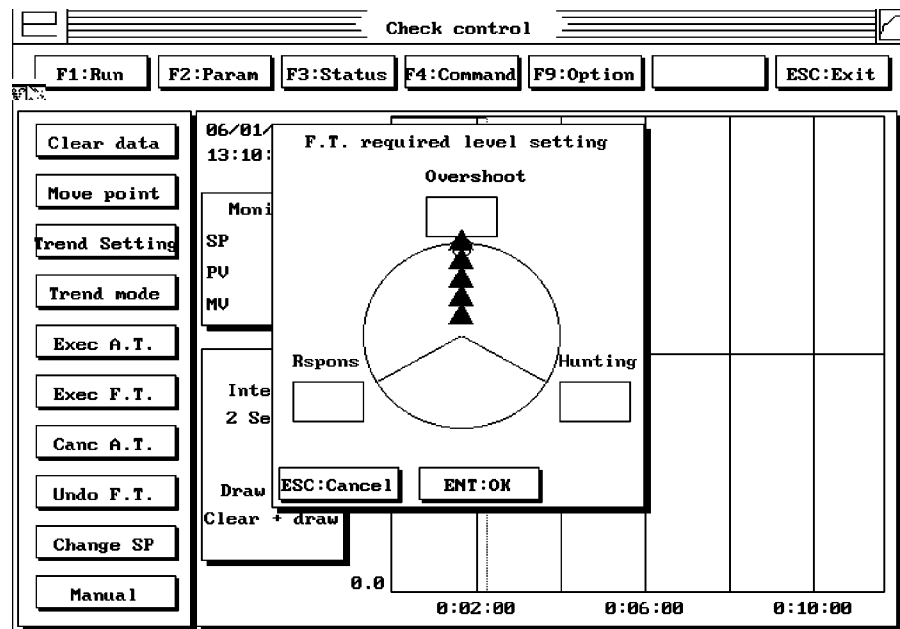 Check control
F1:Run F2:Param F3:Status F4:Command F9:Option ESC:Exit
Clear data
Move point
Trend Setting
Trend mode
Exec A.T.
Exec F.T.
Canc A.T.
Undo F.T.
Change SP
Manual
06/01/
13:10:
Moni
SP
PV
MV
Inte
2 Se
Draw
Clear + draw
F.T. required level setting
Overshoot
Rspons
Hunting
ESC:Cancel ENT:OK
0.0
0:02:00 0:06:00 0:10:00